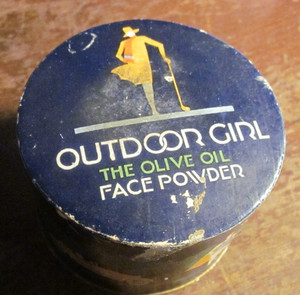 OUTDOOR GIRL
THE OLIVE OIL
FACE POWDER